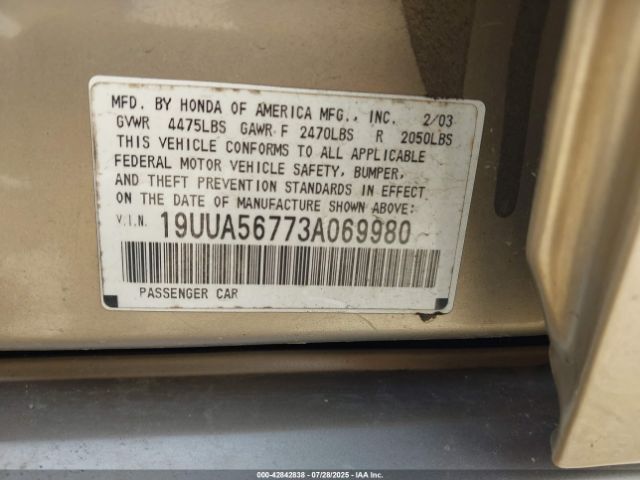 MFD. BY HONDA OF AMERICA MFG., INC. 2/03
GVWR 4475LBS GAWR F 2470LBS R 2050LBS
THIS VEHICLE CONFORMS TO ALL APPLICABLE
FEDERAL MOTOR VEHICLE SAFETY, BUMPER,
AND THEFT PREVENTION STANDARDS IN EFFECT
ON THE DATE OF MANUFACTURE SHOWN ABOVE:
V.I.N. 19UUA56773A069980
PASSENGER CAR
000-42842838 07/28/2025 IAA Inc.